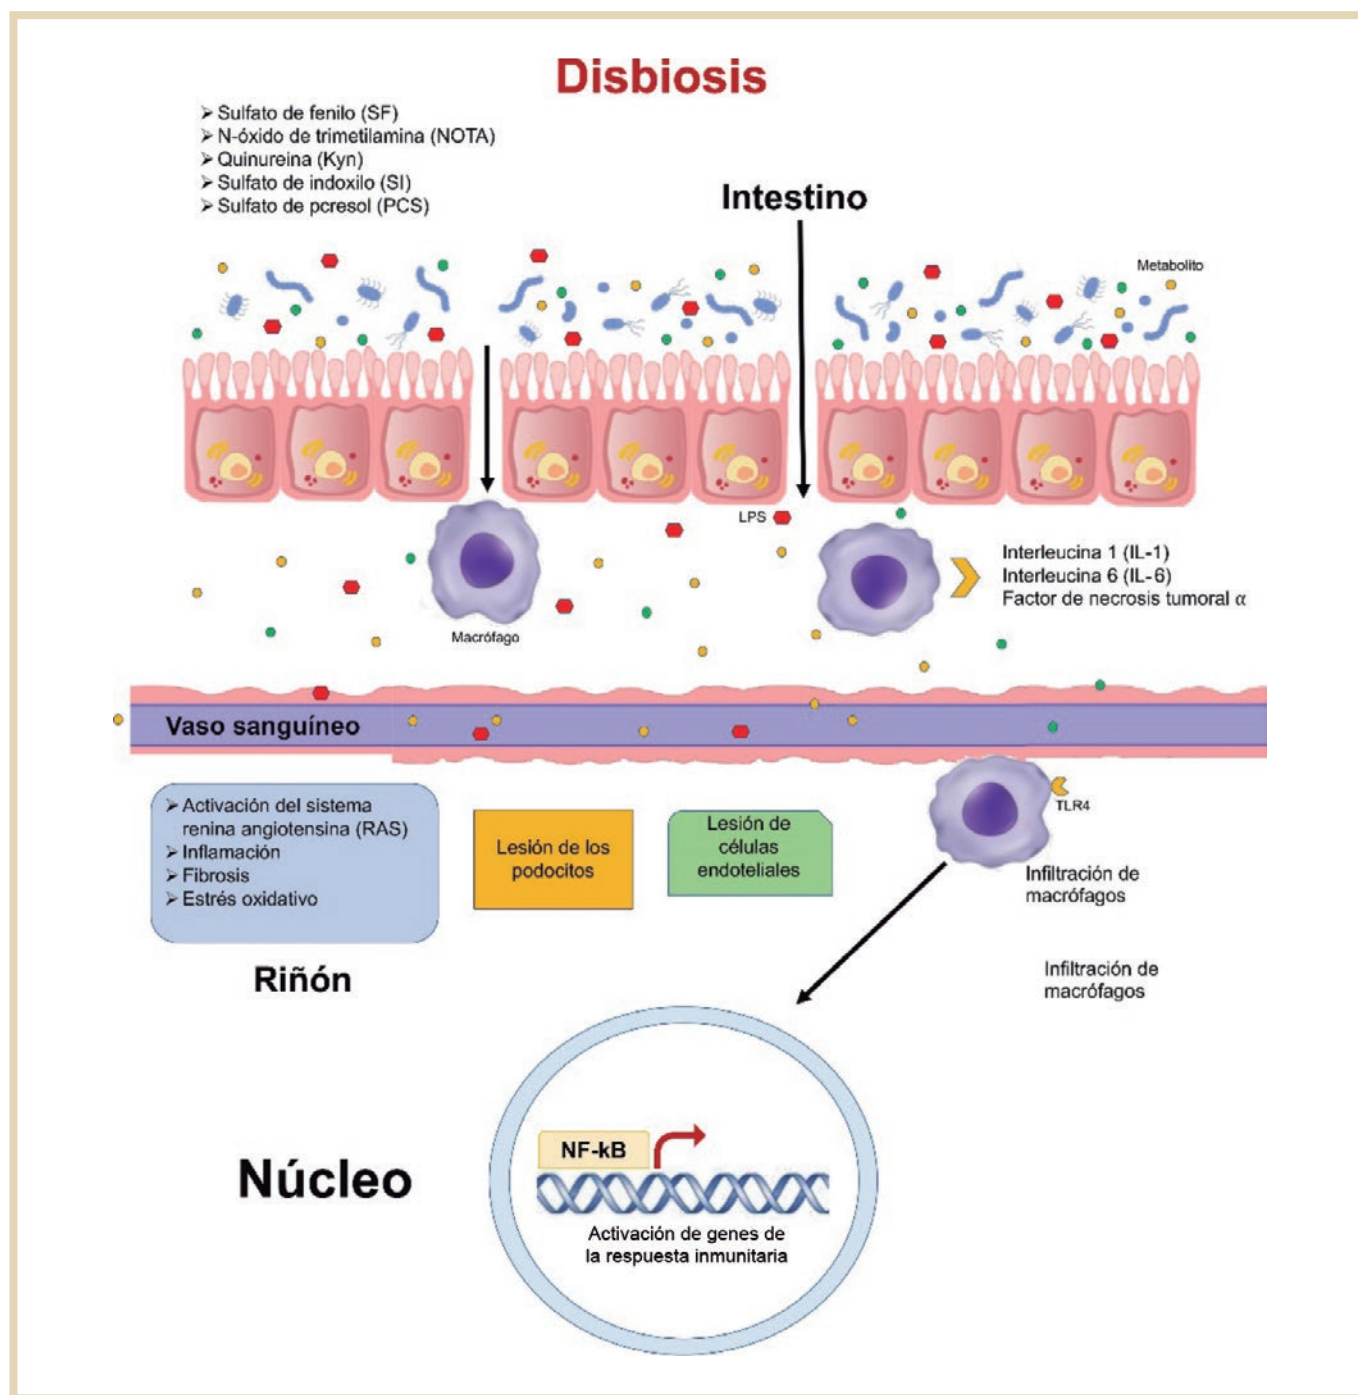 Disbiosis
➤ Sulfato de fenilo (SF)
➤ N-óxido de trimetilamina (NOTA)
➤ Quinureina (Kyn)
➤ Sulfato de indoxilo (SI)
➤ Sulfato de pcresol (PCS)
Intestino
Metabolito
LPS
Macrófago
Interleucina 1 (IL-1)
Interleucina 6 (IL-6)
Factor de necrosis tumoral α
Vaso sanguíneo
➤ Activación del sistema
renina angiotensina (RAS)
➤ Inflamación
➤ Fibrosis
➤ Estrés oxidativo
Lesión de los
podocitos
Lesión de
células
endoteliales
TLR4
Infiltración de
macrófagos
Riñón
Infiltración de
macrófagos
Núcleo
NF-kB
Activación de genes de
la respuesta inmunitaria